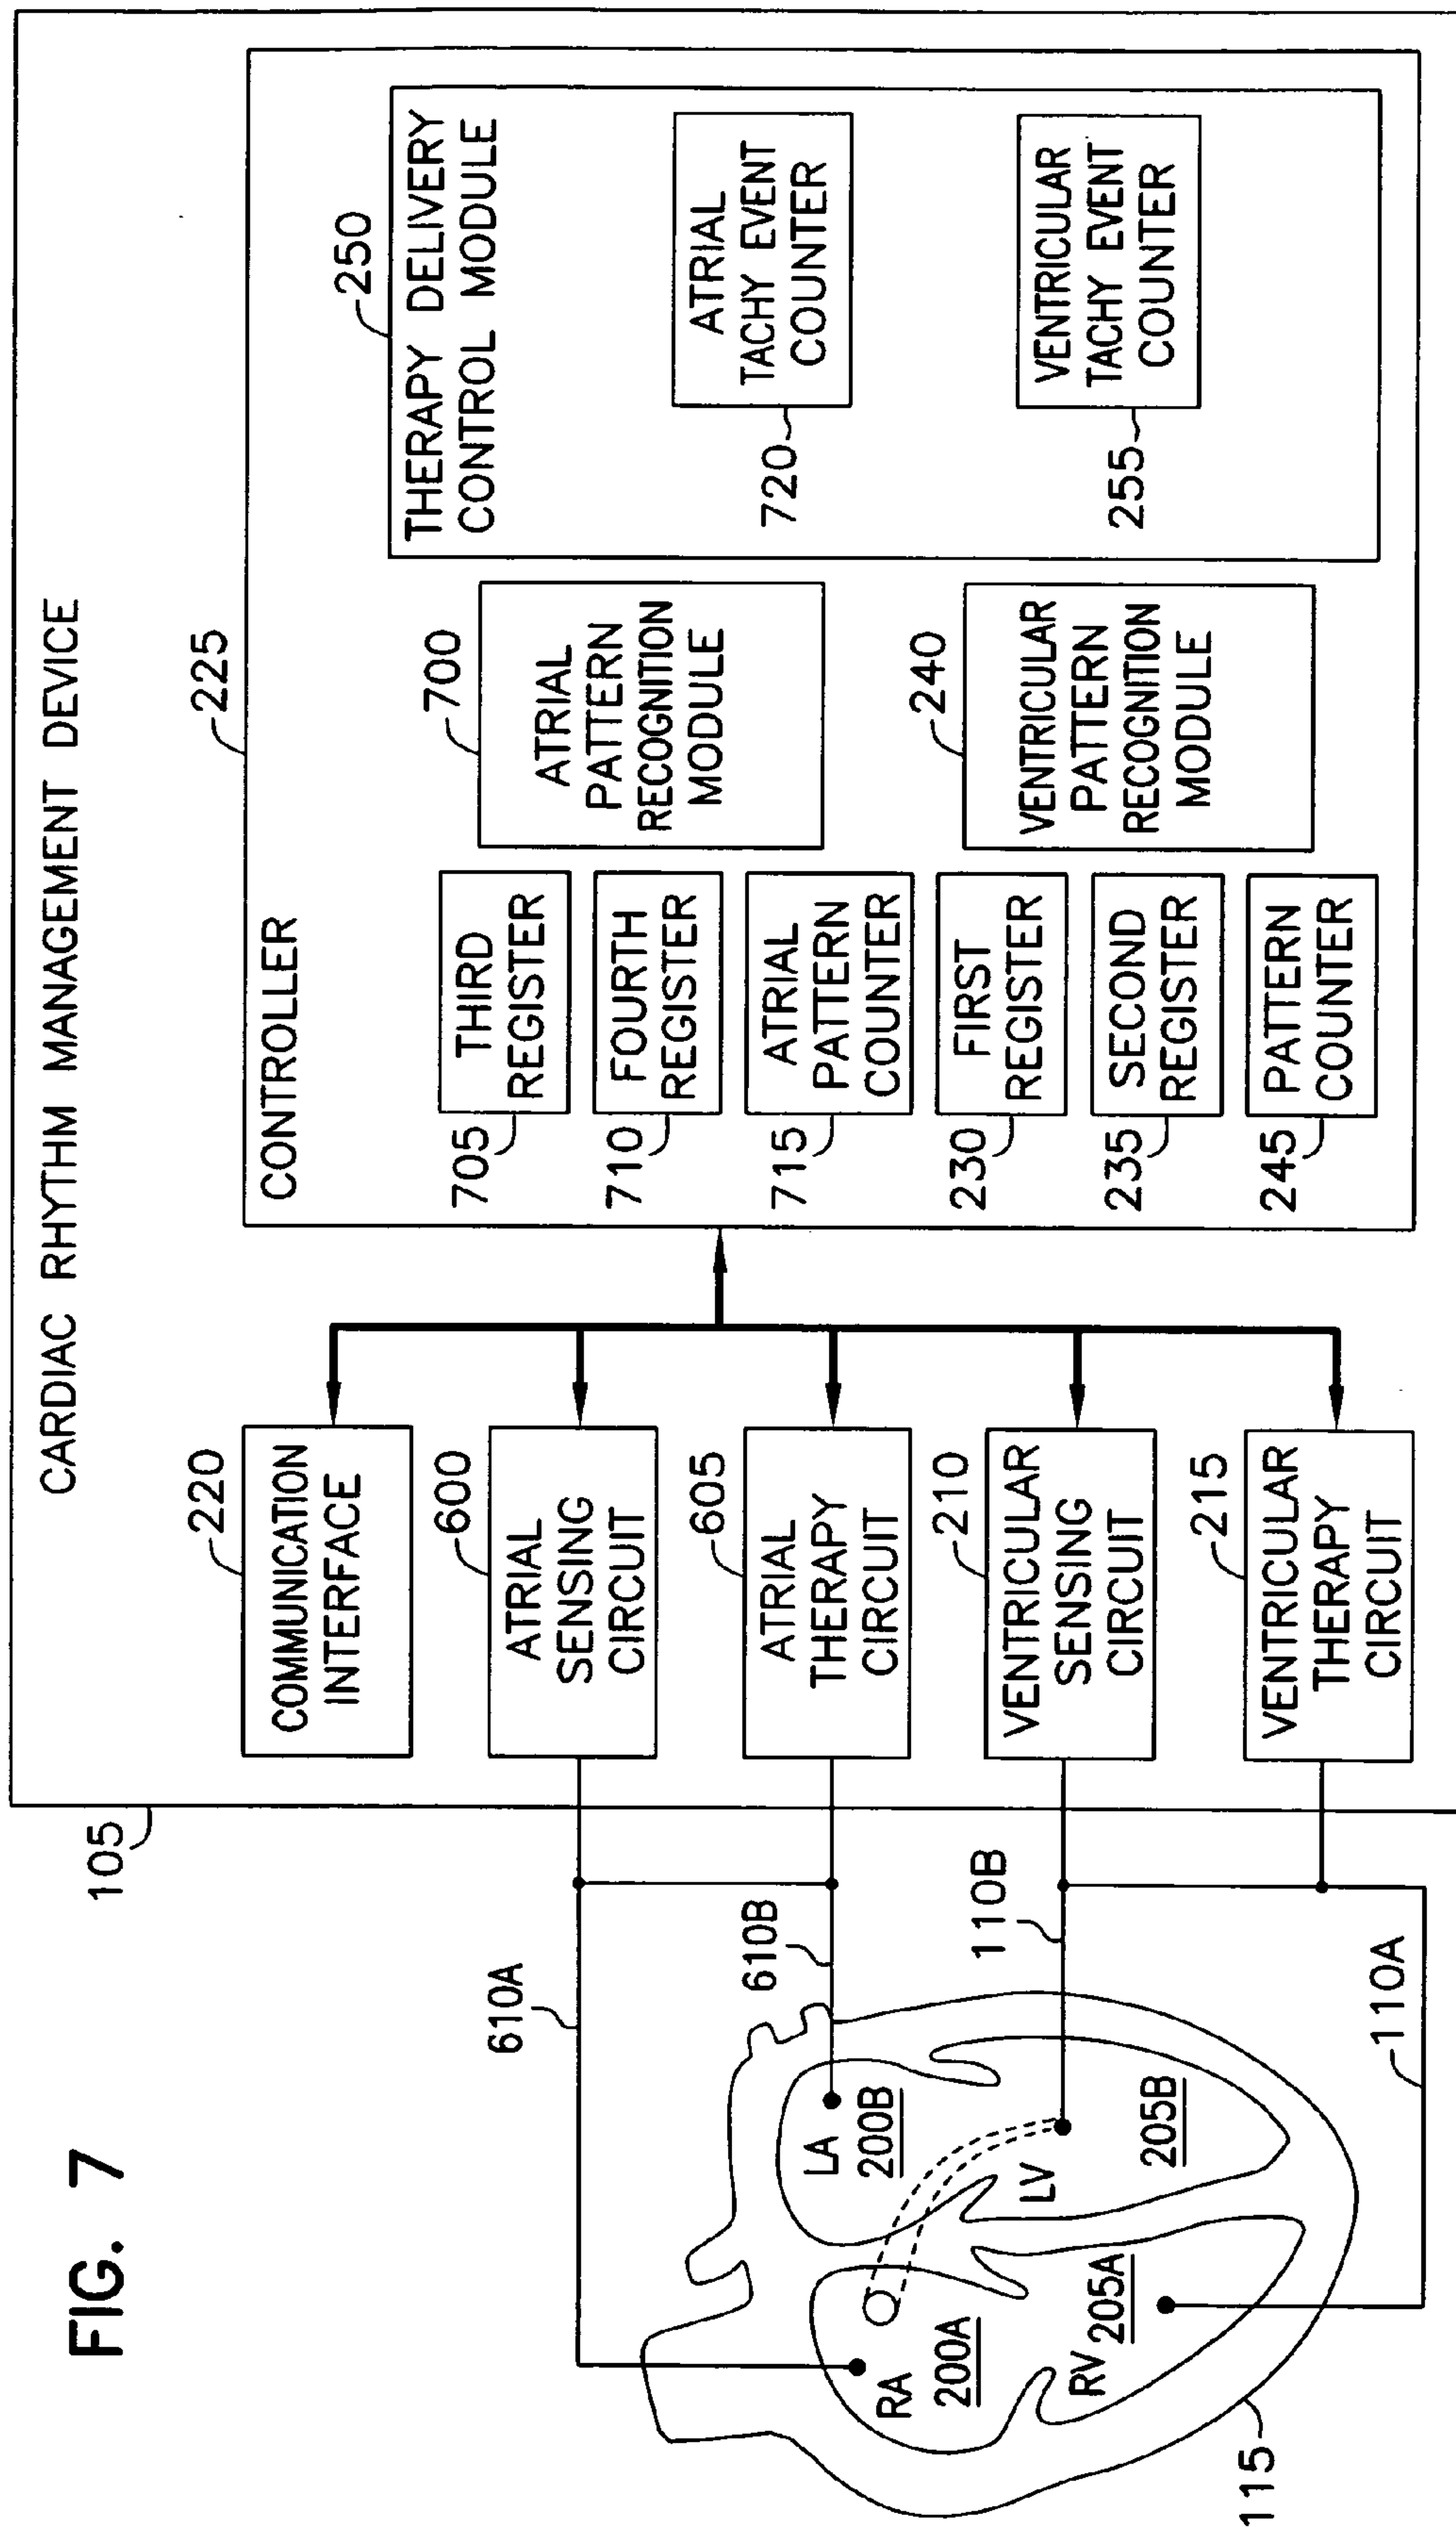 FIG. 7
105
CARDIAC RHYTHM MANAGEMENT DEVICE
220
COMMUNICATION
INTERFACE
600
ATRIAL
SENSING
CIRCUIT
605
ATRIAL
THERAPY
CIRCUIT
210
VENTRICULAR
SENSING
CIRCUIT
215
VENTRICULAR
THERAPY
CIRCUIT
225
CONTROLLER
705
THIRD
REGISTER
710
FOURTH
REGISTER
715
ATRIAL
PATTERN
COUNTER
230
FIRST
REGISTER
235
SECOND
REGISTER
245
PATTERN
COUNTER
700
ATRIAL
PATTERN
RECOGNITION
MODULE
240
VENTRICULAR
PATTERN
RECOGNITION
MODULE
250
THERAPY DELIVERY
CONTROL MODULE
720
ATRIAL
TACHY EVENT
COUNTER
255
VENTRICULAR
TACHY EVENT
COUNTER
610A
610B
110B
110A
LA
200B
RA
200A
LV
205B
RV
205A
115